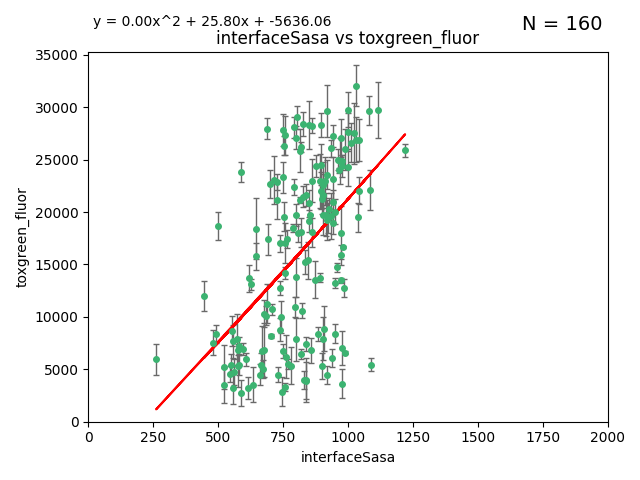 y = 0.00x^2 + 25.80x + -5636.06
N = 160
interfaceSasa vs toxgreen_fluor
35000
30000
25000
20000
15000
10000
5000
0
toxgreen_fluor
0 250 500 750 1000 1250 1500 1750 2000
interfaceSasa